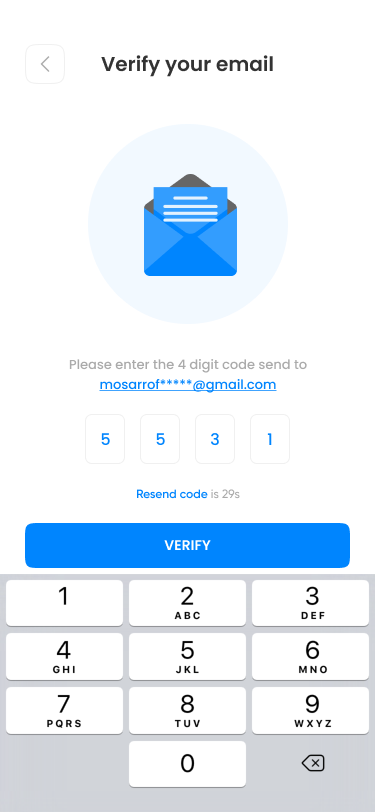 Verify your email
Please enter the 4 digit code send to
mosarrof*****@gmail.com
5 5 3 1
Resend code is 29s
VERIFY
1 2 3
ABC DEF
4 5 6
GHI JKL MNO
7 8 9
PQRS TUV WXYZ
0